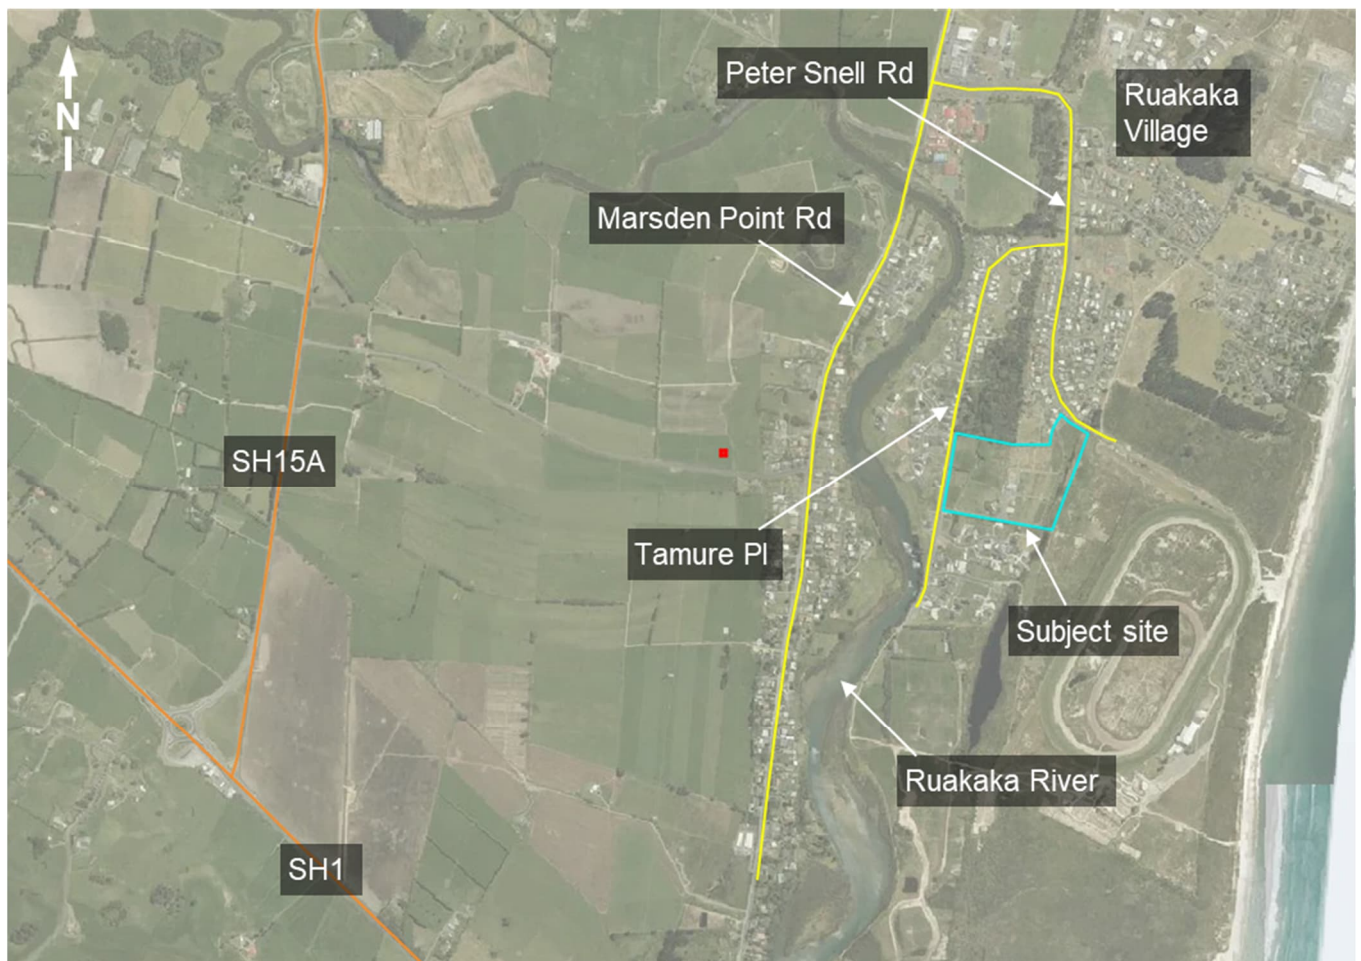 Peter Snell Rd
Ruakaka
Village
N
Marsden Point Rd
SH15A
Tamure Pl
Subject site
Ruakaka River
SH1